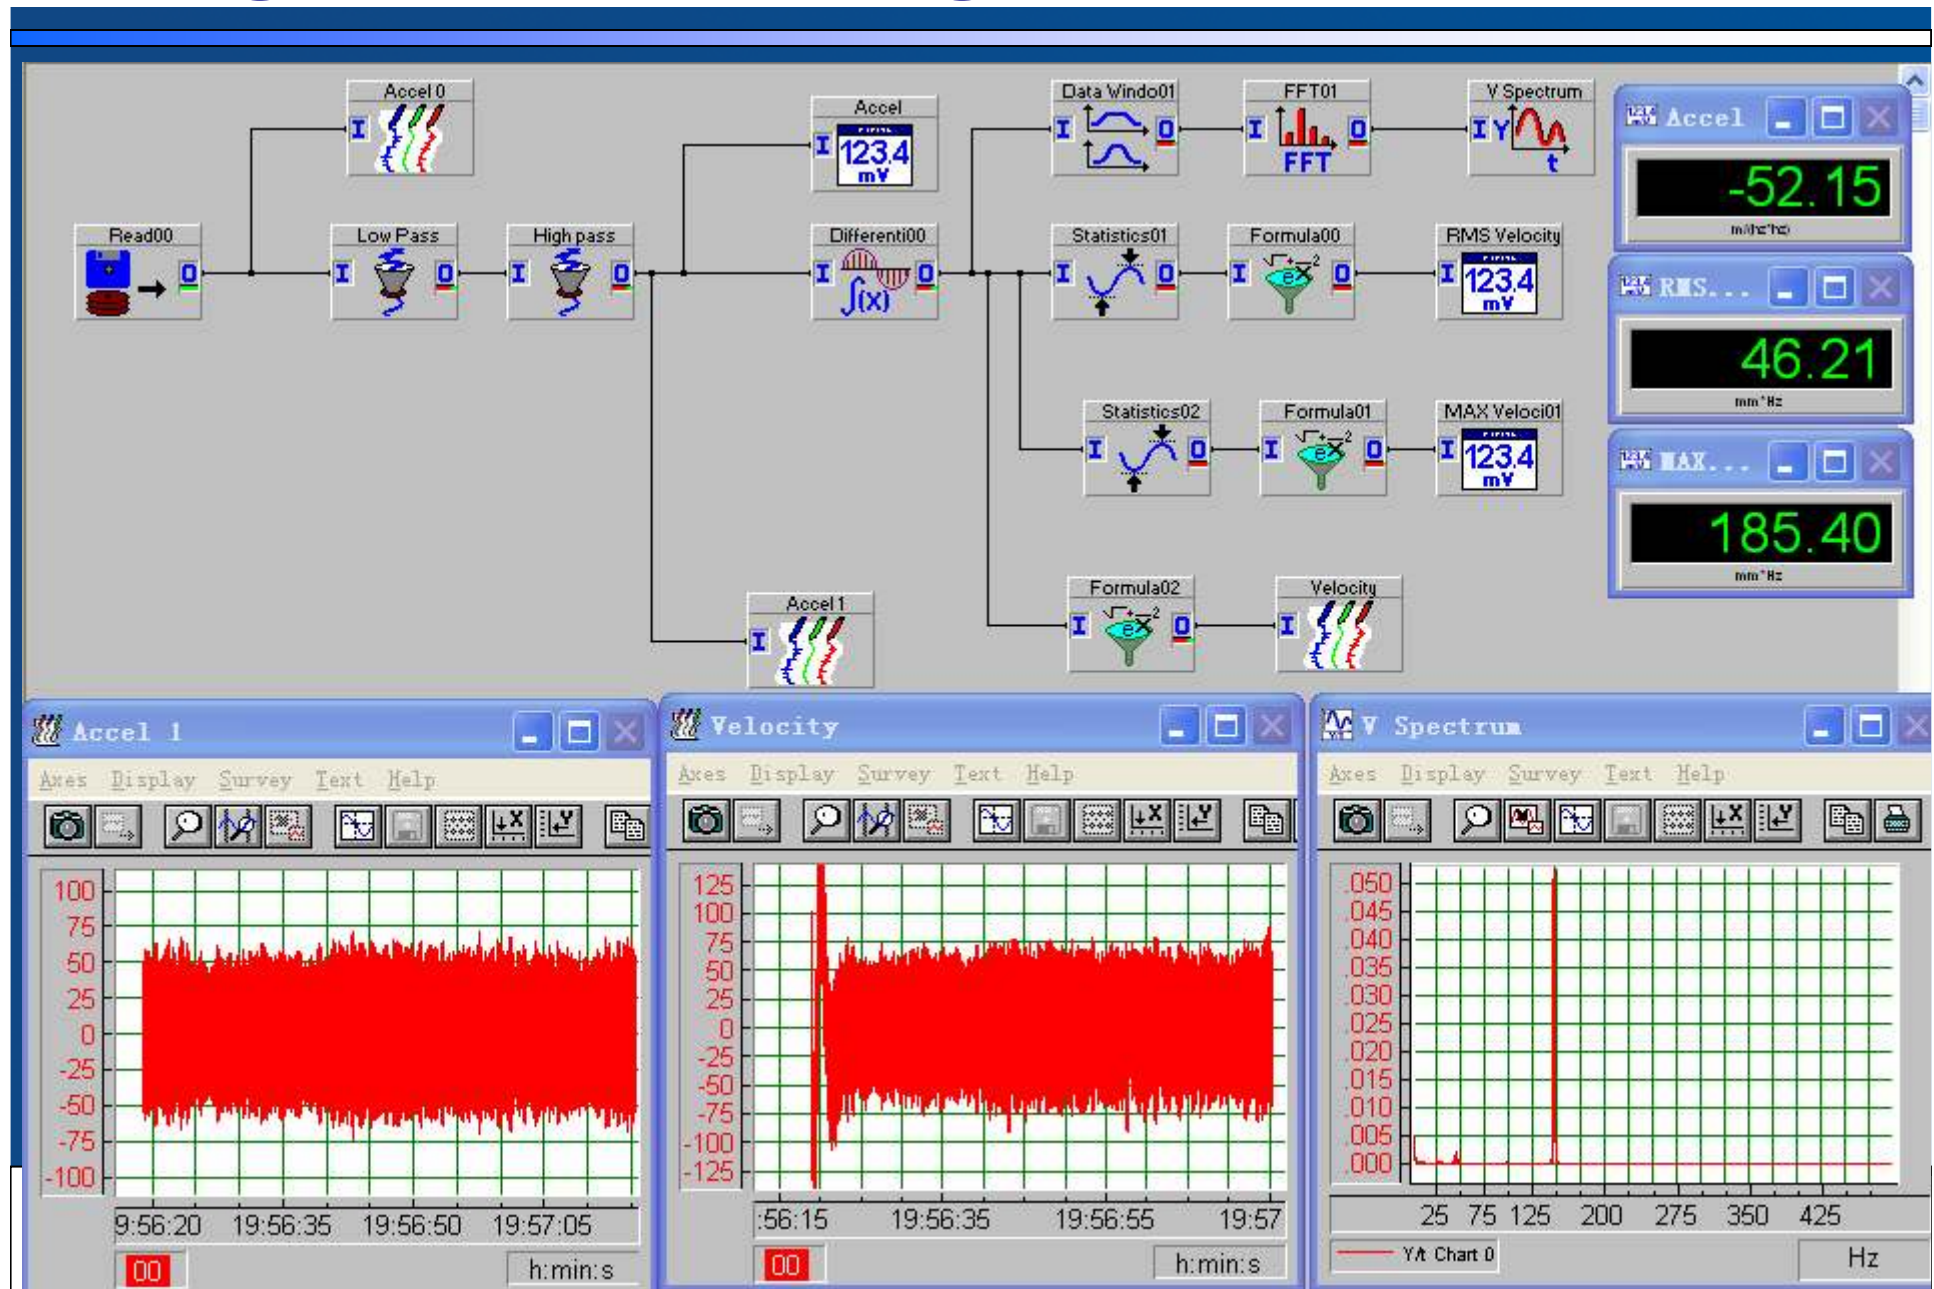 Accel 0
I
Accel
I
123.4
mV
Data Windo01
I
O
FFT01
I
O
FFT
V Spectrum
I
Y
t
Accel
-52.15
Read00
O
Low Pass
I
O
High pass
I
O
Differenti00
I
O
∫(x)
Statistics01
I
O
Formula00
I
O
RMS Velocity
I
123.4
mV
RMS...
46.21
mm*Hz
Statistics02
I
O
Formula01
I
O
MAX Veloci01
I
123.4
mV
MAX...
185.40
mm*Hz
Accel 1
I
Formula02
I
O
Velocity
I
Accel 1
Axes Display Survey Text Help
100
75
50
25
0
-25
-50
-75
-100
9:56:20 19:56:35 19:56:50 19:57:05
00
h:min:s
Velocity
Axes Display Survey Text Help
125
100
75
50
25
0
-25
-50
-75
-100
-125
:56:15 19:56:35 19:56:55 19:57
00
h:min:s
V Spectrum
Axes Display Survey Text Help
.050
.045
.040
.035
.030
.025
.020
.015
.010
.005
.000
25 75 125 200 275 350 425
Y/t Chart 0
Hz